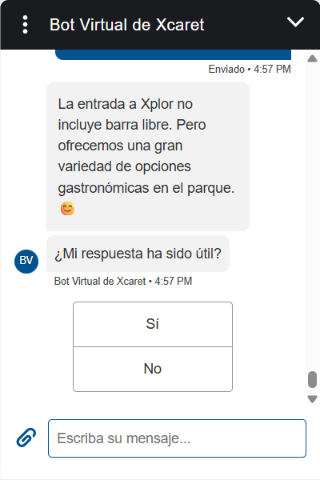 Bot Virtual de Xcaret
Enviado • 4:57 PM
La entrada a Xplor no
incluye barra libre. Pero
ofrecemos una gran
variedad de opciones
gastronómicas en el parque.
😊
¿Mi respuesta ha sido útil?
BV
Bot Virtual de Xcaret • 4:57 PM
Sí
No
Escriba su mensaje...